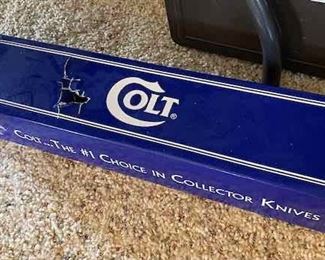 COLT®
COLT...THE #1 CHOICE IN COLLECTOR KNIVES